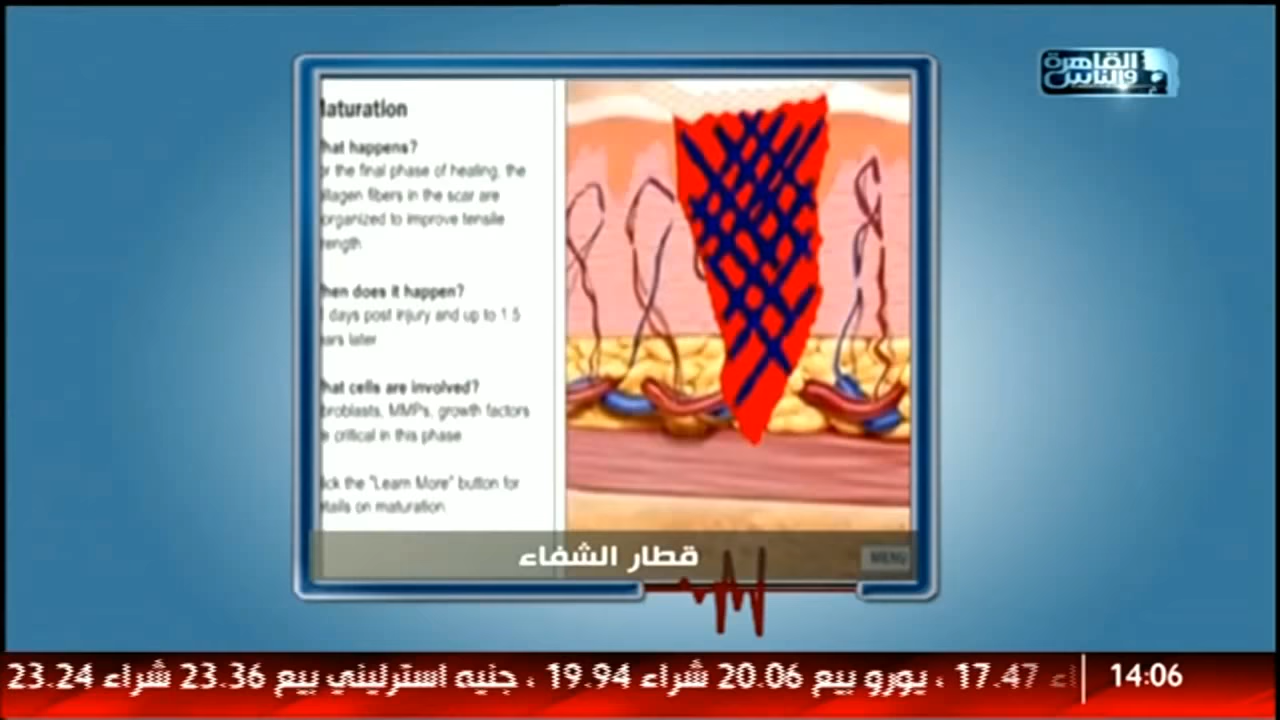 القاهرة
والناس
aturation
hat happens?
r the final phase of healing, the
llagen fibers in the scar are
organized to improve tensile
rength
hen does it happen?
days post injury and up to 1.5
ars later
hat cells are involved?
broblasts, MMPs, growth factors
e critical in this phase
ick the "Learn More" button for
tails on maturation
MENU
قطار الشفاء
17.47 ، يورو بيع 20.06 شراء 19.94 ، جنيه استرليني بيع 23.36 شراء 23.24
14:06